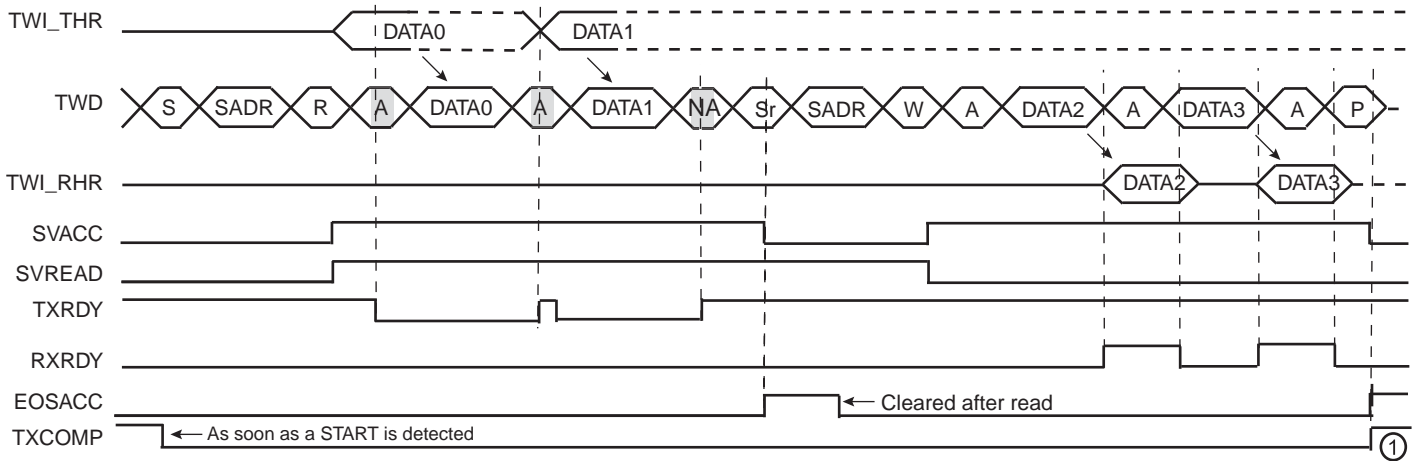 TWI_THR DATA0 DATA1
TWD S SADR R A DATA0 A DATA1 NA Sr SADR W A DATA2 A DATA3 A P
TWI_RHR DATA2 DATA3
SVACC
SVREAD
TXRDY
RXRDY
EOSACC Cleared after read
TXCOMP As soon as a START is detected 1